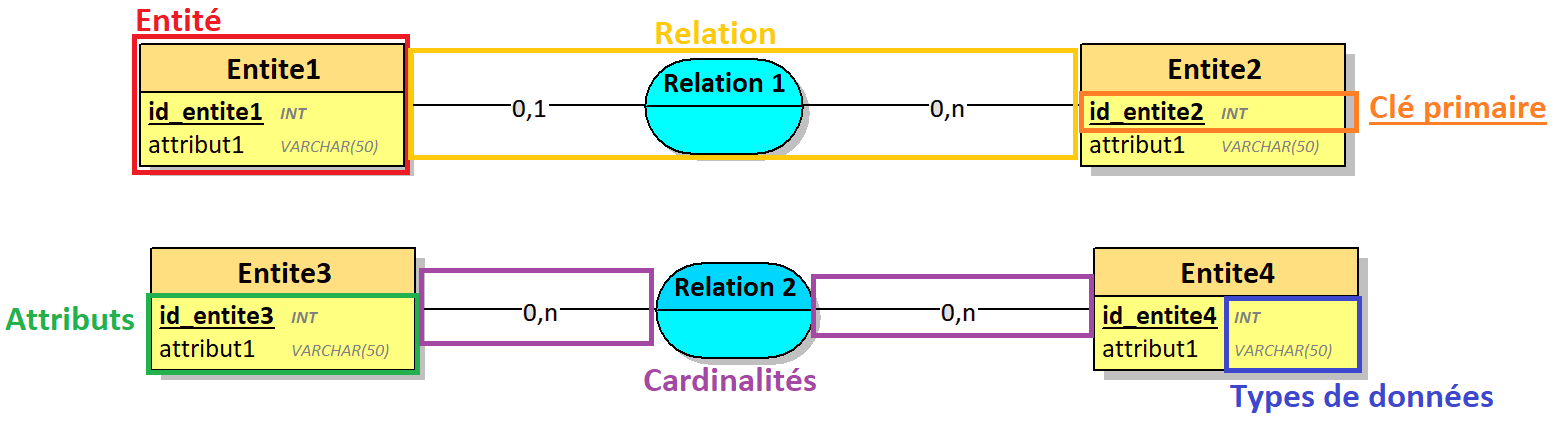 Entité
Relation
Entite1
Relation 1
Entite2
id_entite1 INT
0,1
0,n
id_entite2 INT
Clé primaire
attribut1 VARCHAR(50)
attribut1 VARCHAR(50)
Entite3
Relation 2
Entite4
Attributs
id_entite3 INT
0,n
0,n
id_entite4 INT
attribut1 VARCHAR(50)
attribut1 VARCHAR(50)
Cardinalités
Types de données